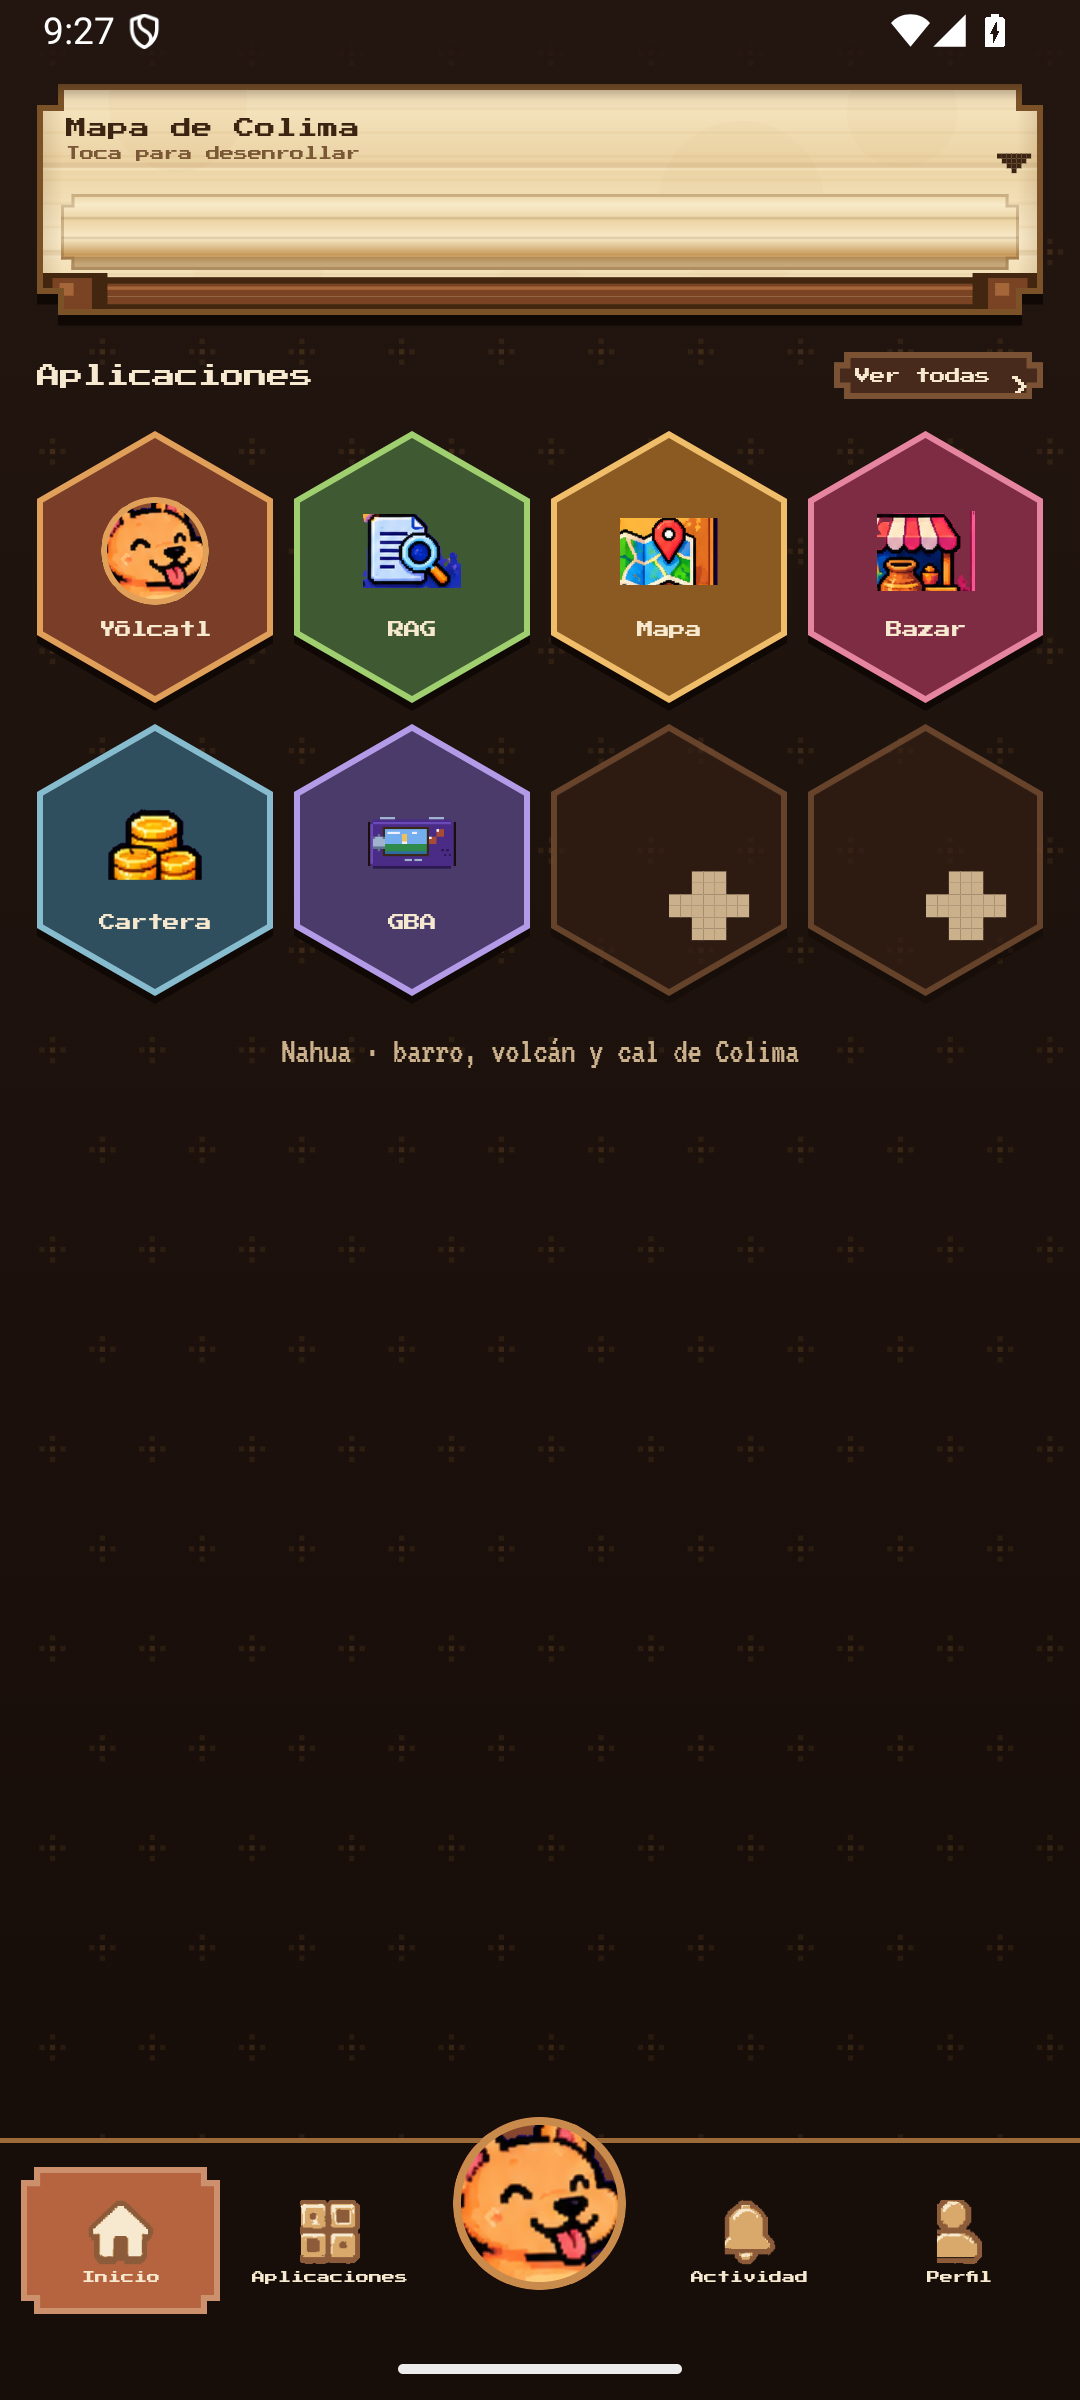 9:27
Mapa de Colima
Toca para desenrollar
Aplicaciones
Ver todas
Yōlcatl
RAG
Mapa
Bazar
Cartera
GBA
Nahua · barro, volcán y cal de Colima
Inicio
Aplicaciones
Actividad
Perfil